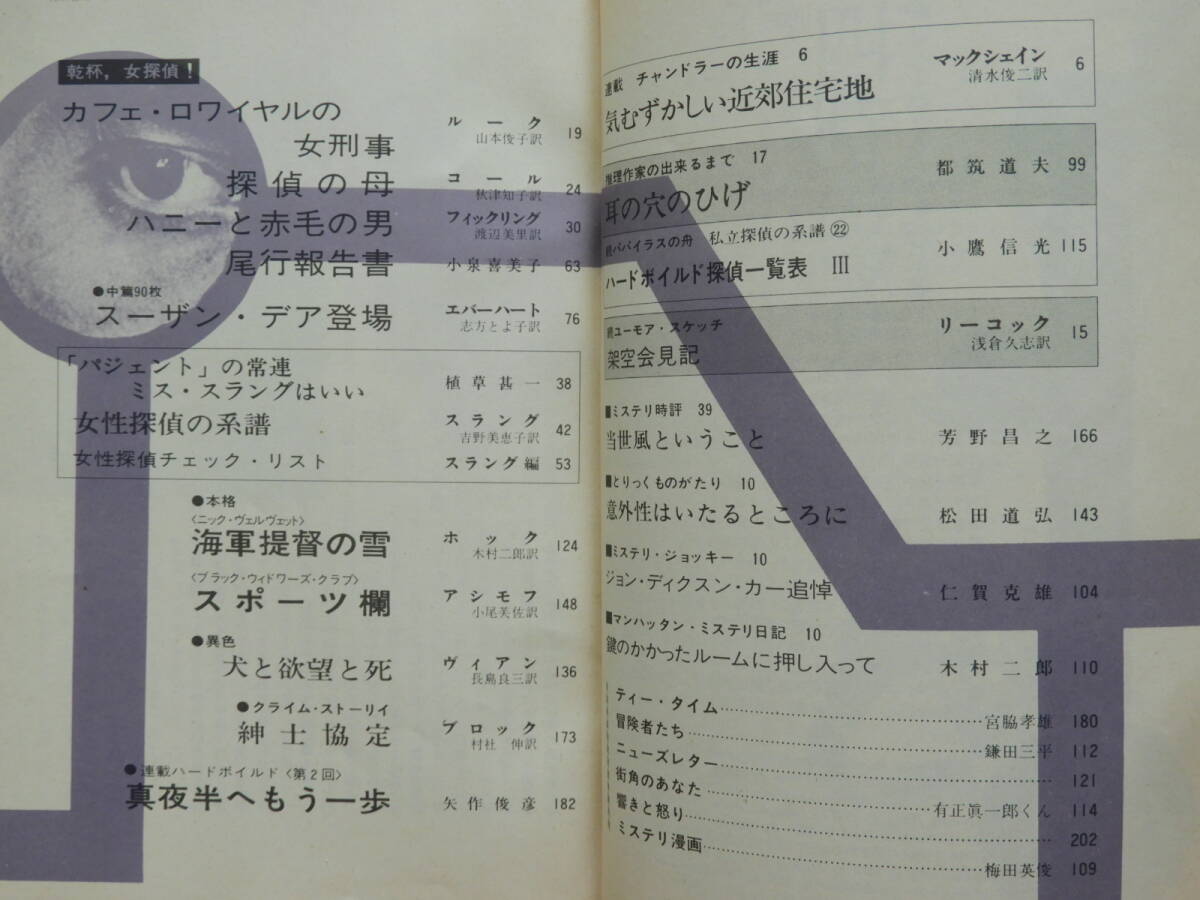 乾杯，女探偵！
カフェ・ロワイヤルの
女刑事
ルーク
山本俊子訳
19
探偵の母
コール
秋津知子訳
24
ハニーと赤毛の男
フィックリング
渡辺美里訳
30
尾行報告書
小泉喜美子
63
●中篇90枚
スーザン・デア登場
エバーハート
志方とよ子訳
76
「パジェント」の常連
ミス・スラングはいい
植草甚一
38
女性探偵の系譜
スラング
吉野美恵子訳
42
女性探偵チェック・リスト
スラング編
53
●本格
〈ニック・ヴェルヴェット〉
海軍提督の雪
ホック
木村二郎訳
124
〈ブラック・ウィドワーズ・クラブ〉
スポーツ欄
アシモフ
小尾芙佐訳
148
●異色
犬と欲望と死
ヴィアン
長島良三訳
136
●クライム・ストーリイ
紳士協定
ブロック
村社 伸訳
173
●連載ハードボイルド〈第2回〉
真夜半へもう一歩
矢作俊彦
182
連載 チャンドラーの生涯 6
気むずかしい近郊住宅地
マックシェイン
清水俊二訳
6
推理作家の出来るまで 17
耳の穴のひげ
都筑道夫
99
続パパイラスの舟 私立探偵の系譜㉒
ハードボイルド探偵一覧表 III
小鷹信光
115
続ユーモア・スケッチ
架空会見記
リーコック
浅倉久志訳
15
■ミステリ時評 39
当世風ということ
芳野昌之
166
■とりっくものがたり 10
意外性はいたるところに
松田道弘
143
■ミステリ・ジョッキー 10
ジョン・ディクスン・カー追悼
仁賀克雄
104
■マンハッタン・ミステリ日記 10
鍵のかかったルームに押し入って
木村二郎
110
ティー・タイム……宮脇孝雄 180
冒険者たち……鎌田三平 112
ニューズレター……121
街角のあなた……有正眞一郎くん 114
響きと怒り……202
ミステリ漫画……梅田英俊 109